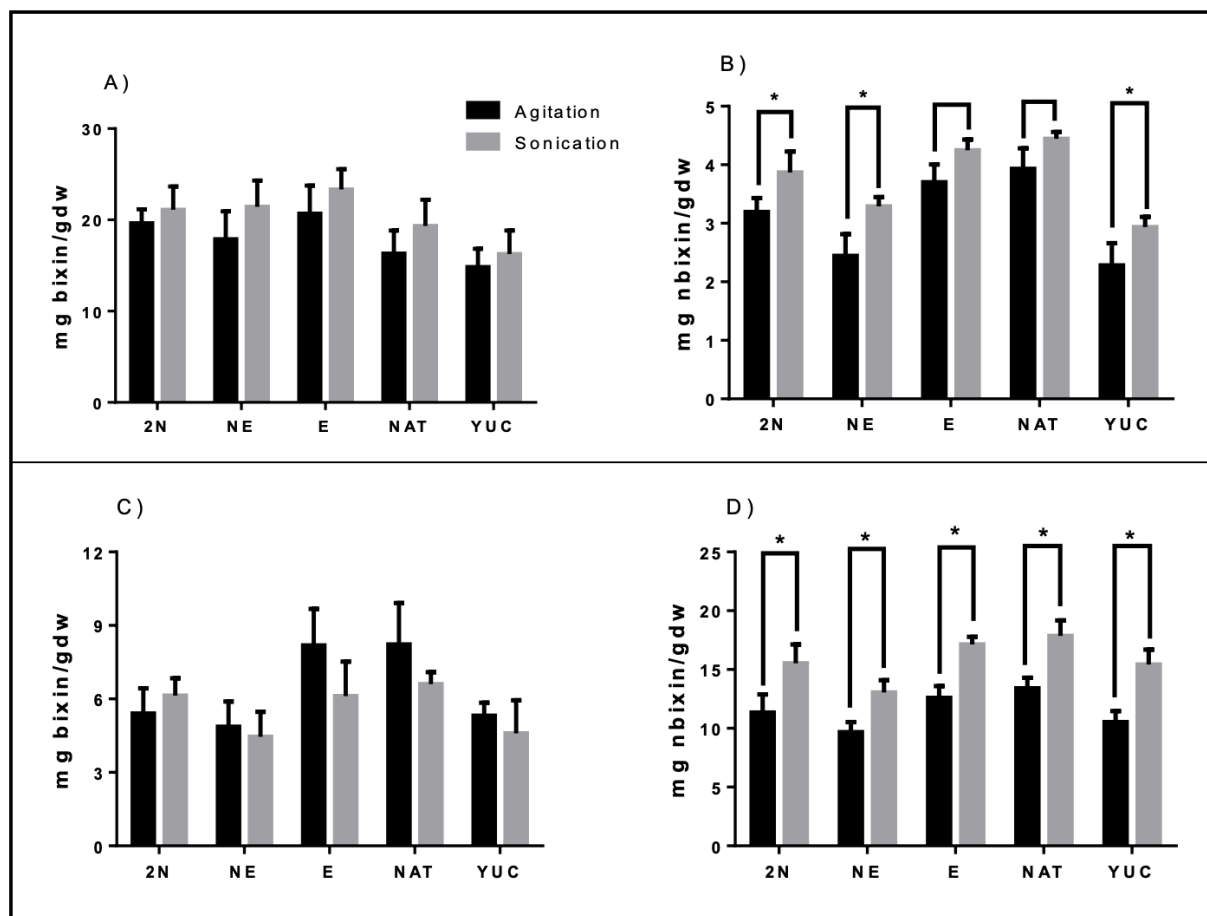 A)
Agitation
Sonication
mg bixin/gdw
30
20
10
0
2N NE E NAT YUC
B)
* * *
mg nbixin/gdw
5
4
3
2
1
0
2N NE E NAT YUC
C)
mg bixin/gdw
12
9
6
3
0
2N NE E NAT YUC
D)
* * * * *
mg nbixin/gdw
25
20
15
10
5
0
2N NE E NAT YUC